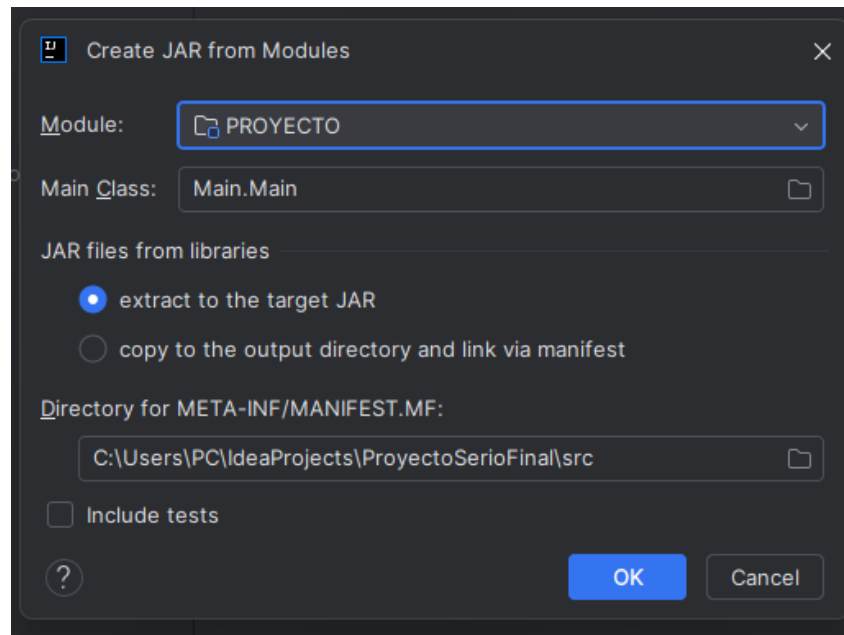 Create JAR from Modules
Module: PROYECTO
Main Class: Main.Main
JAR files from libraries
extract to the target JAR
copy to the output directory and link via manifest
Directory for META-INF/MANIFEST.MF:
C:\Users\PC\IdeaProjects\ProyectoSerioFinal\src
Include tests
? OK Cancel